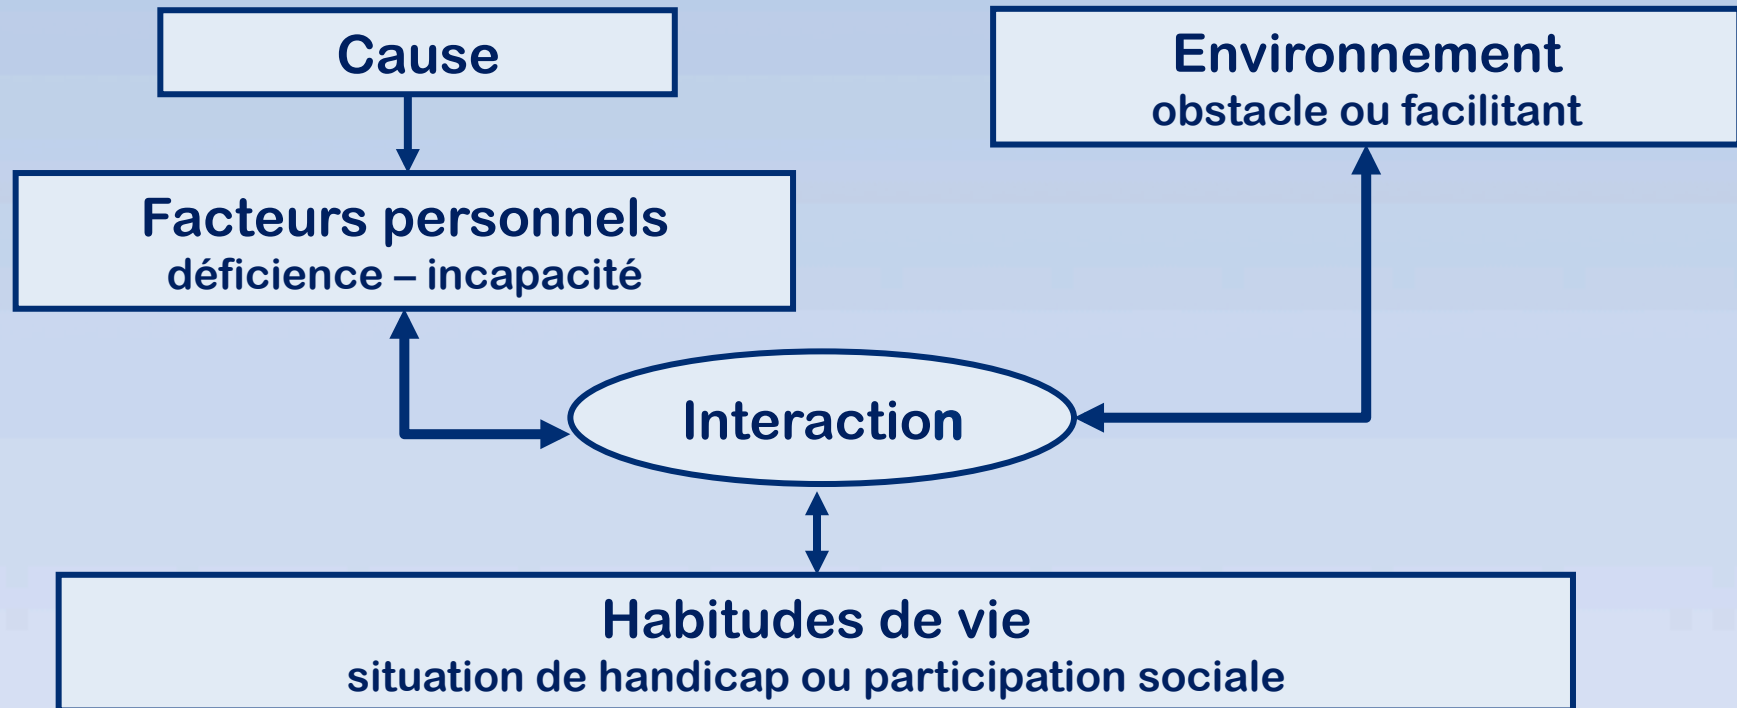 Cause
Environnement
obstacle ou facilitant
Facteurs personnels
déficience – incapacité
Interaction
Habitudes de vie
situation de handicap ou participation sociale